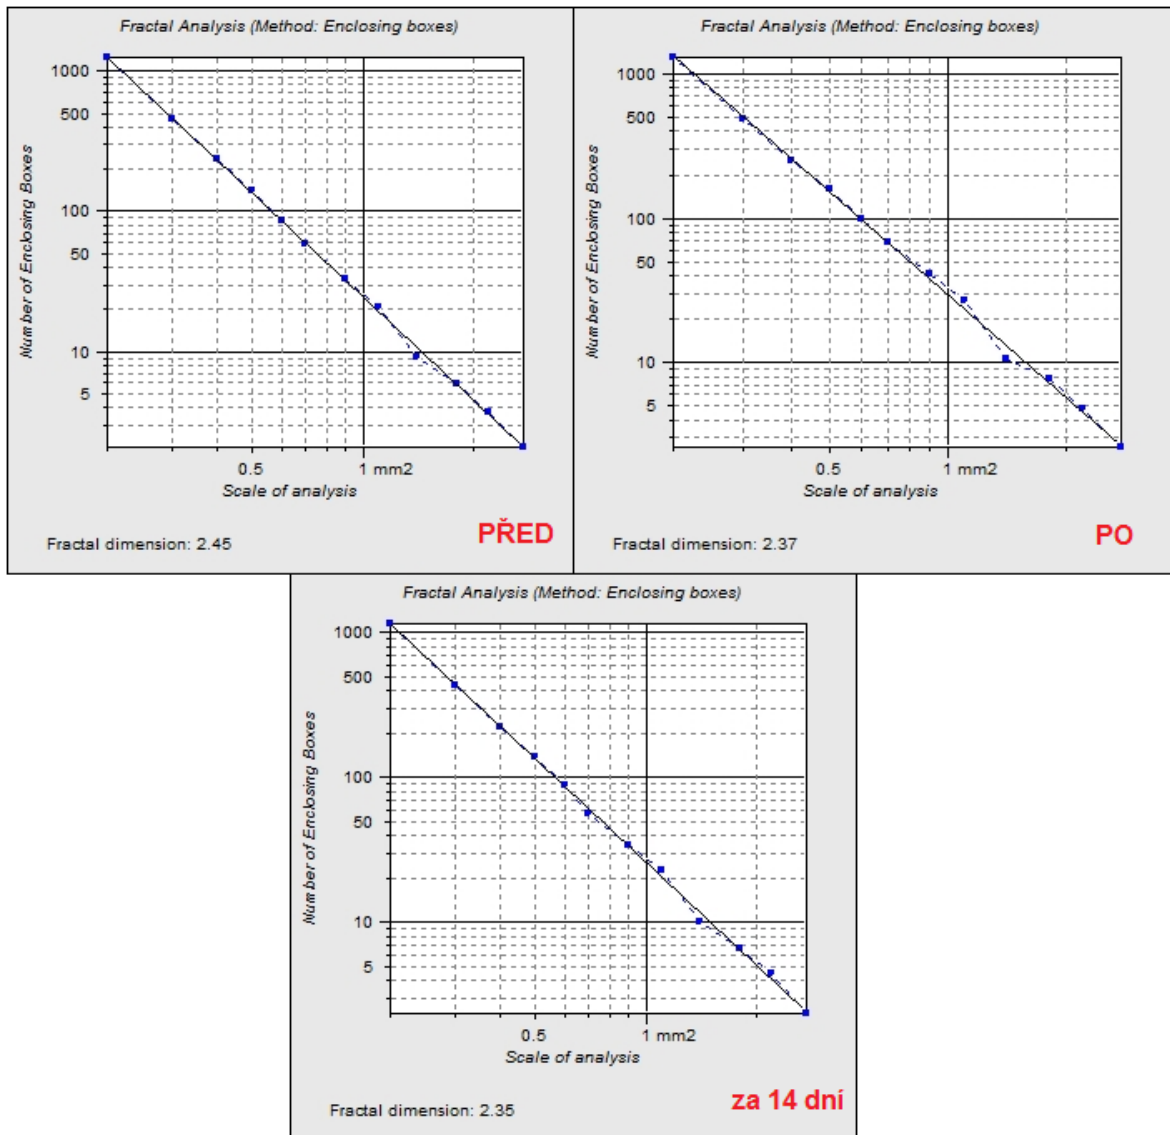 Fractal Analysis (Method: Enclosing boxes)
1000
500
100
50
10
5
Number of Enclosing Boxes
0.5 1 mm2
Scale of analysis
Fractal dimension: 2.45
PŘED
Fractal Analysis (Method: Enclosing boxes)
1000
500
100
50
10
5
Number of Enclosing Boxes
0.5 1 mm2
Scale of analysis
Fractal dimension: 2.37
PO
Fractal Analysis (Method: Enclosing boxes)
1000
500
100
50
10
5
Number of Enclosing Boxes
0.5 1 mm2
Scale of analysis
Fractal dimension: 2.35
za 14 dní